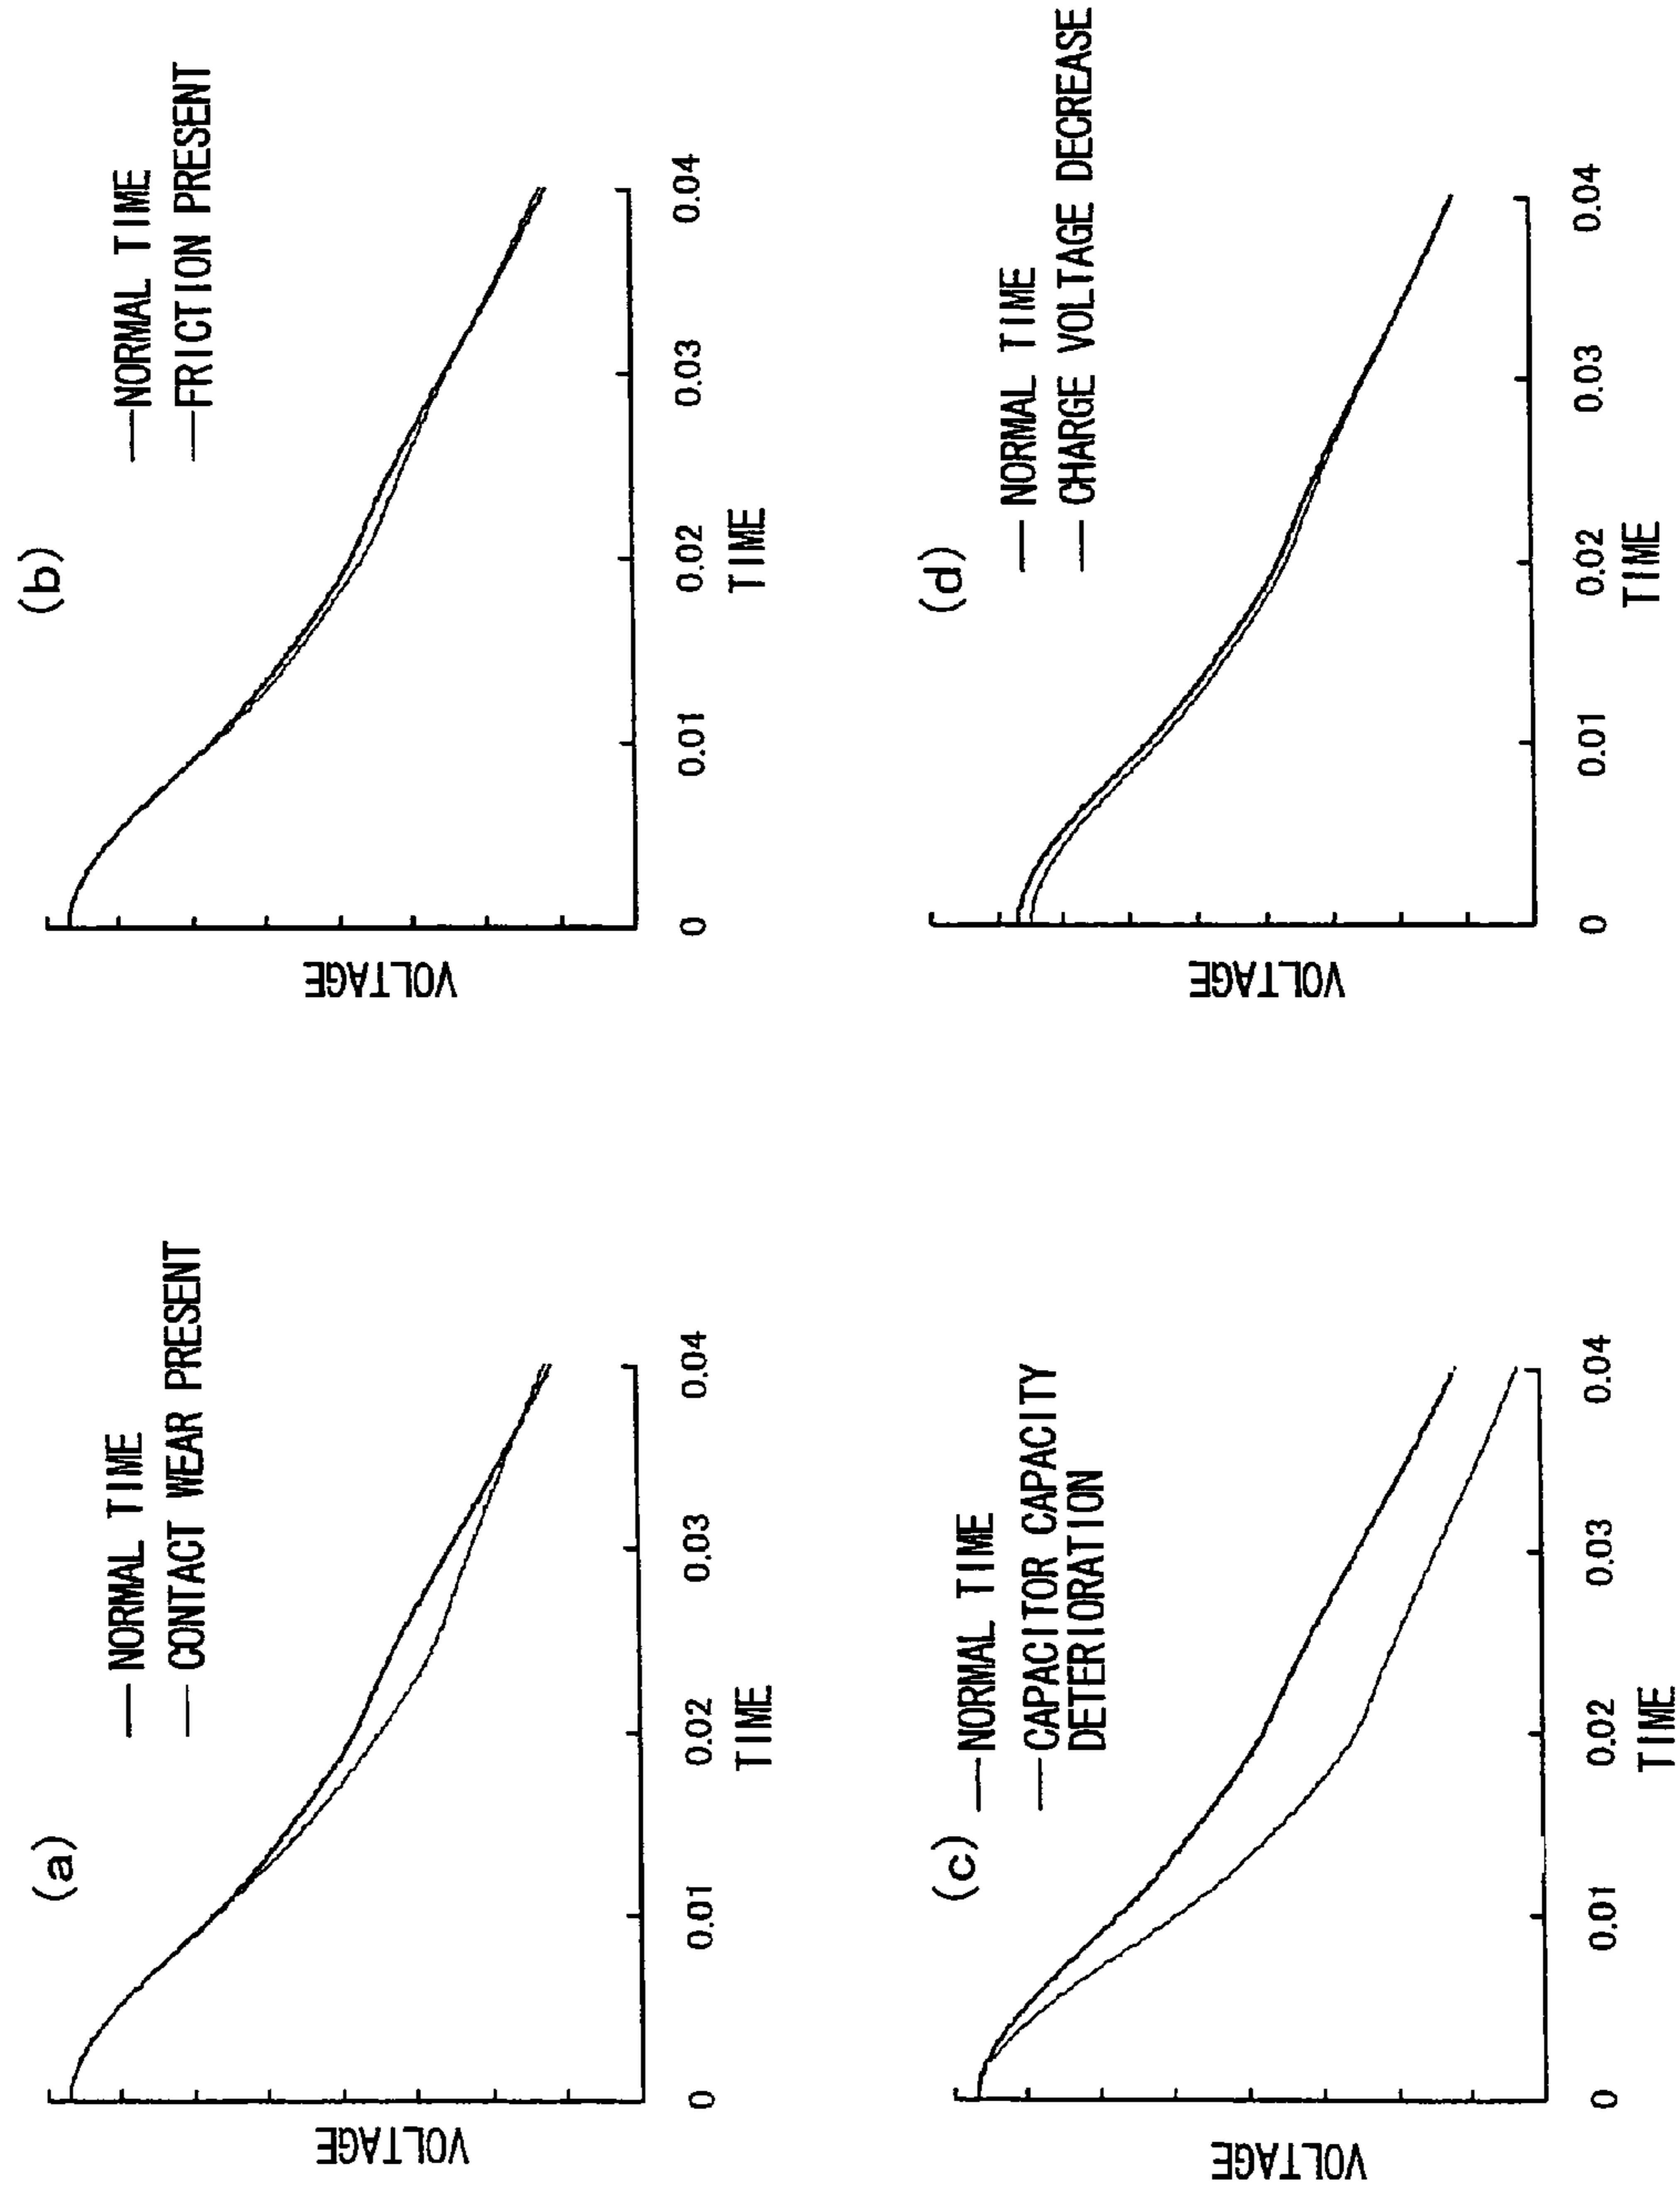 (a)
— NORMAL TIME
— CONTACT WEAR PRESENT
VOLTAGE
0 0.01 0.02 0.03 0.04
TIME
(b)
— NORMAL TIME
— FRICTION PRESENT
VOLTAGE
0 0.01 0.02 0.03 0.04
TIME
(c)
— NORMAL TIME
— CAPACITOR CAPACITY
DETERIORATION
VOLTAGE
0 0.01 0.02 0.03 0.04
TIME
(d)
— NORMAL TIME
— CHARGE VOLTAGE DECREASE
VOLTAGE
0 0.01 0.02 0.03 0.04
TIME